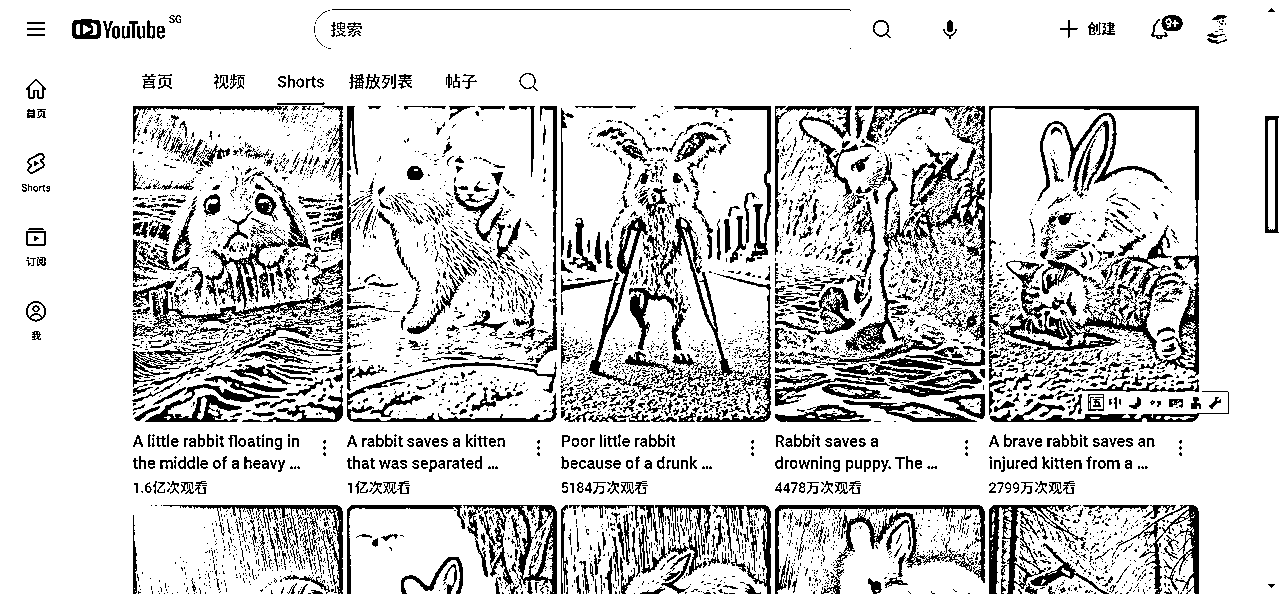 YouTube SG
搜索
创建
9+
首页
视频
Shorts
播放列表
帖子
首页
Shorts
订阅
我
A little rabbit floating in
the middle of a heavy ...
1.6亿次观看
A rabbit saves a kitten
that was separated ...
1亿次观看
Poor little rabbit
because of a drunk ...
5184万次观看
Rabbit saves a
drowning puppy. The ...
4478万次观看
A brave rabbit saves an
injured kitten from a ...
2799万次观看
五中